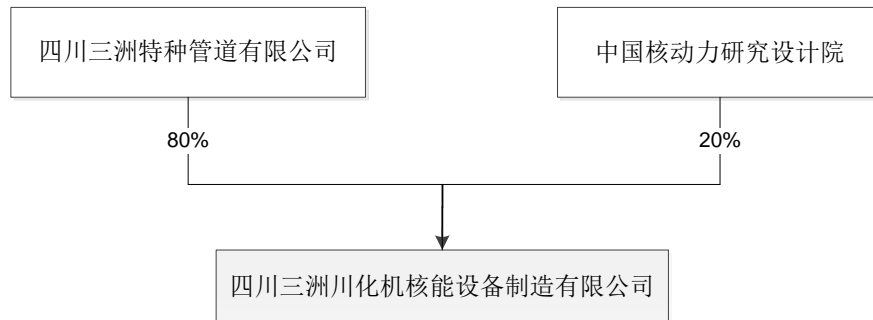 四川三洲特种管道有限公司
中国核动力研究设计院
80%
20%
四川三洲川化机核能设备制造有限公司